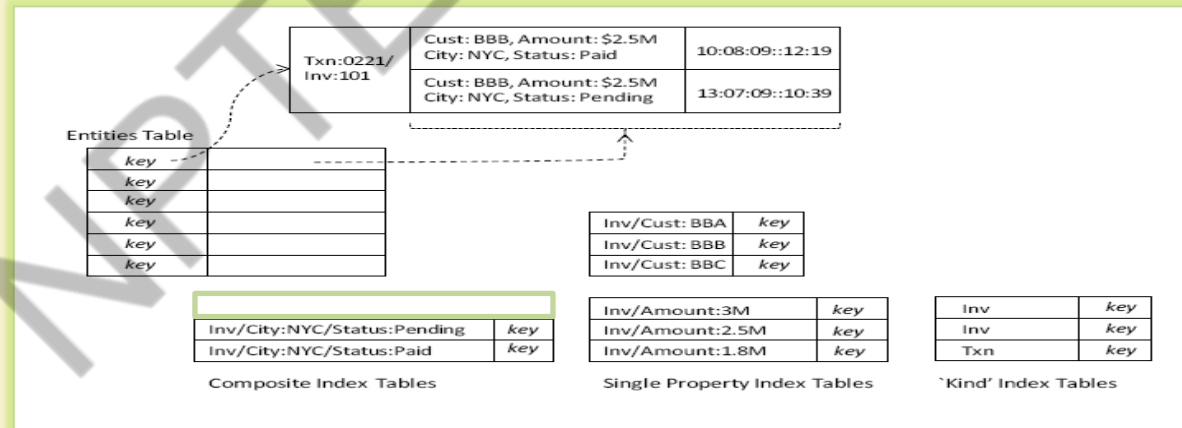 NPTE
Txn:0221/
Inv:101
Cust: BBB, Amount: $2.5M
City: NYC, Status: Paid
10:08:09::12:19
Cust: BBB, Amount: $2.5M
City: NYC, Status: Pending
13:07:09::10:39
Entities Table
key
key
key
key
key
key
Inv/Cust: BBA key
Inv/Cust: BBB key
Inv/Cust: BBC key
Inv/City:NYC/Status:Pending key
Inv/City:NYC/Status:Paid key
Composite Index Tables
Inv/Amount:3M key
Inv/Amount:2.5M key
Inv/Amount:1.8M key
Single Property Index Tables
Inv key
Inv key
Txn key
`Kind’ Index Tables